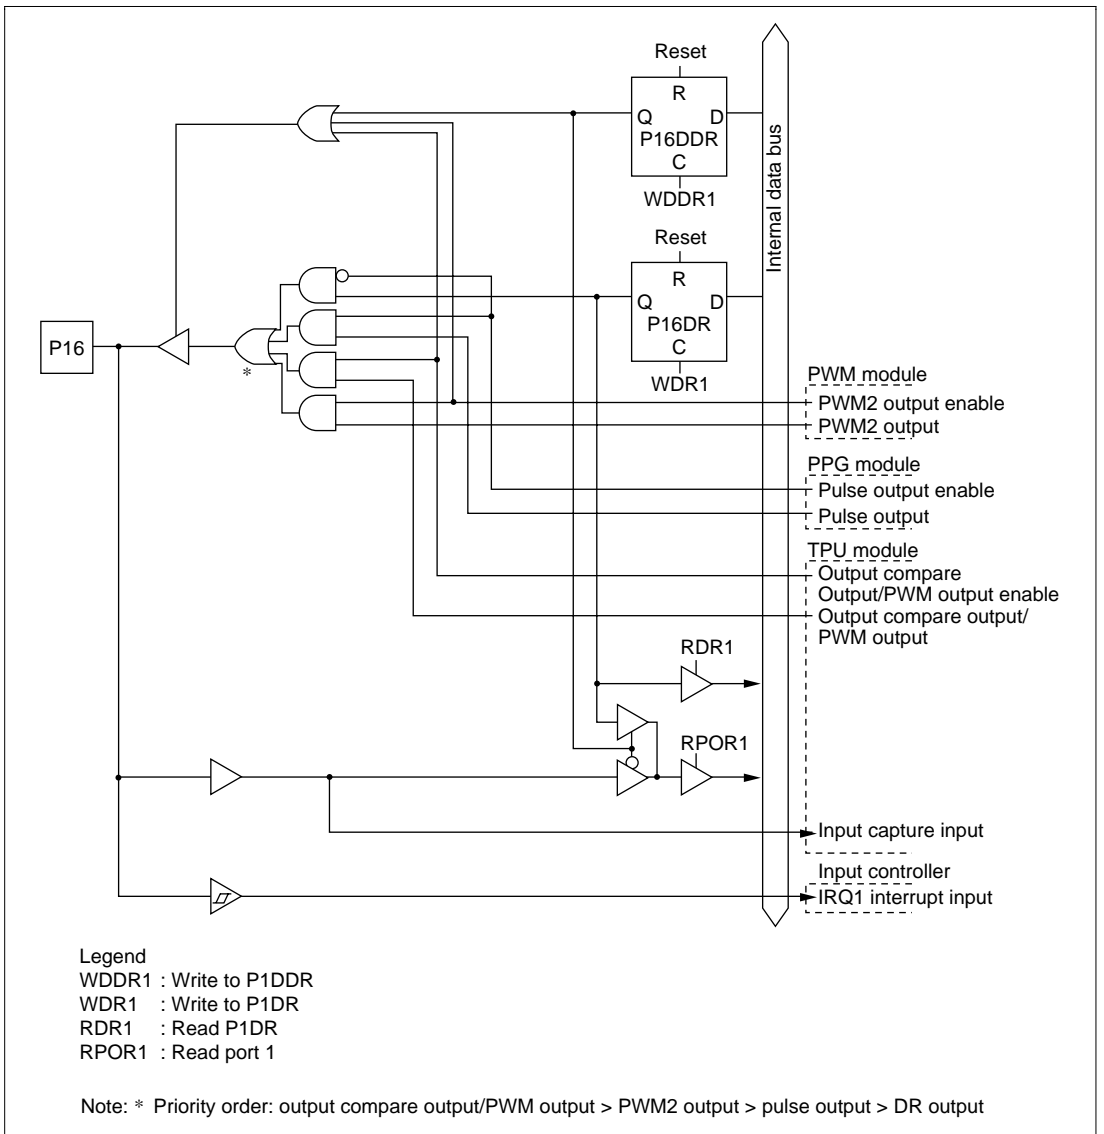 Reset
R
Q D
P16DDR
C
WDDR1
Internal data bus
Reset
R
Q D
P16DR
C
WDR1
P16
*
PWM module
PWM2 output enable
PWM2 output
PPG module
Pulse output enable
Pulse output
TPU module
Output compare
Output/PWM output enable
Output compare output/
PWM output
RDR1
RPOR1
Input capture input
Input controller
IRQ1 interrupt input
Legend
WDDR1 : Write to P1DDR
WDR1 : Write to P1DR
RDR1 : Read P1DR
RPOR1 : Read port 1
Note: * Priority order: output compare output/PWM output > PWM2 output > pulse output > DR output